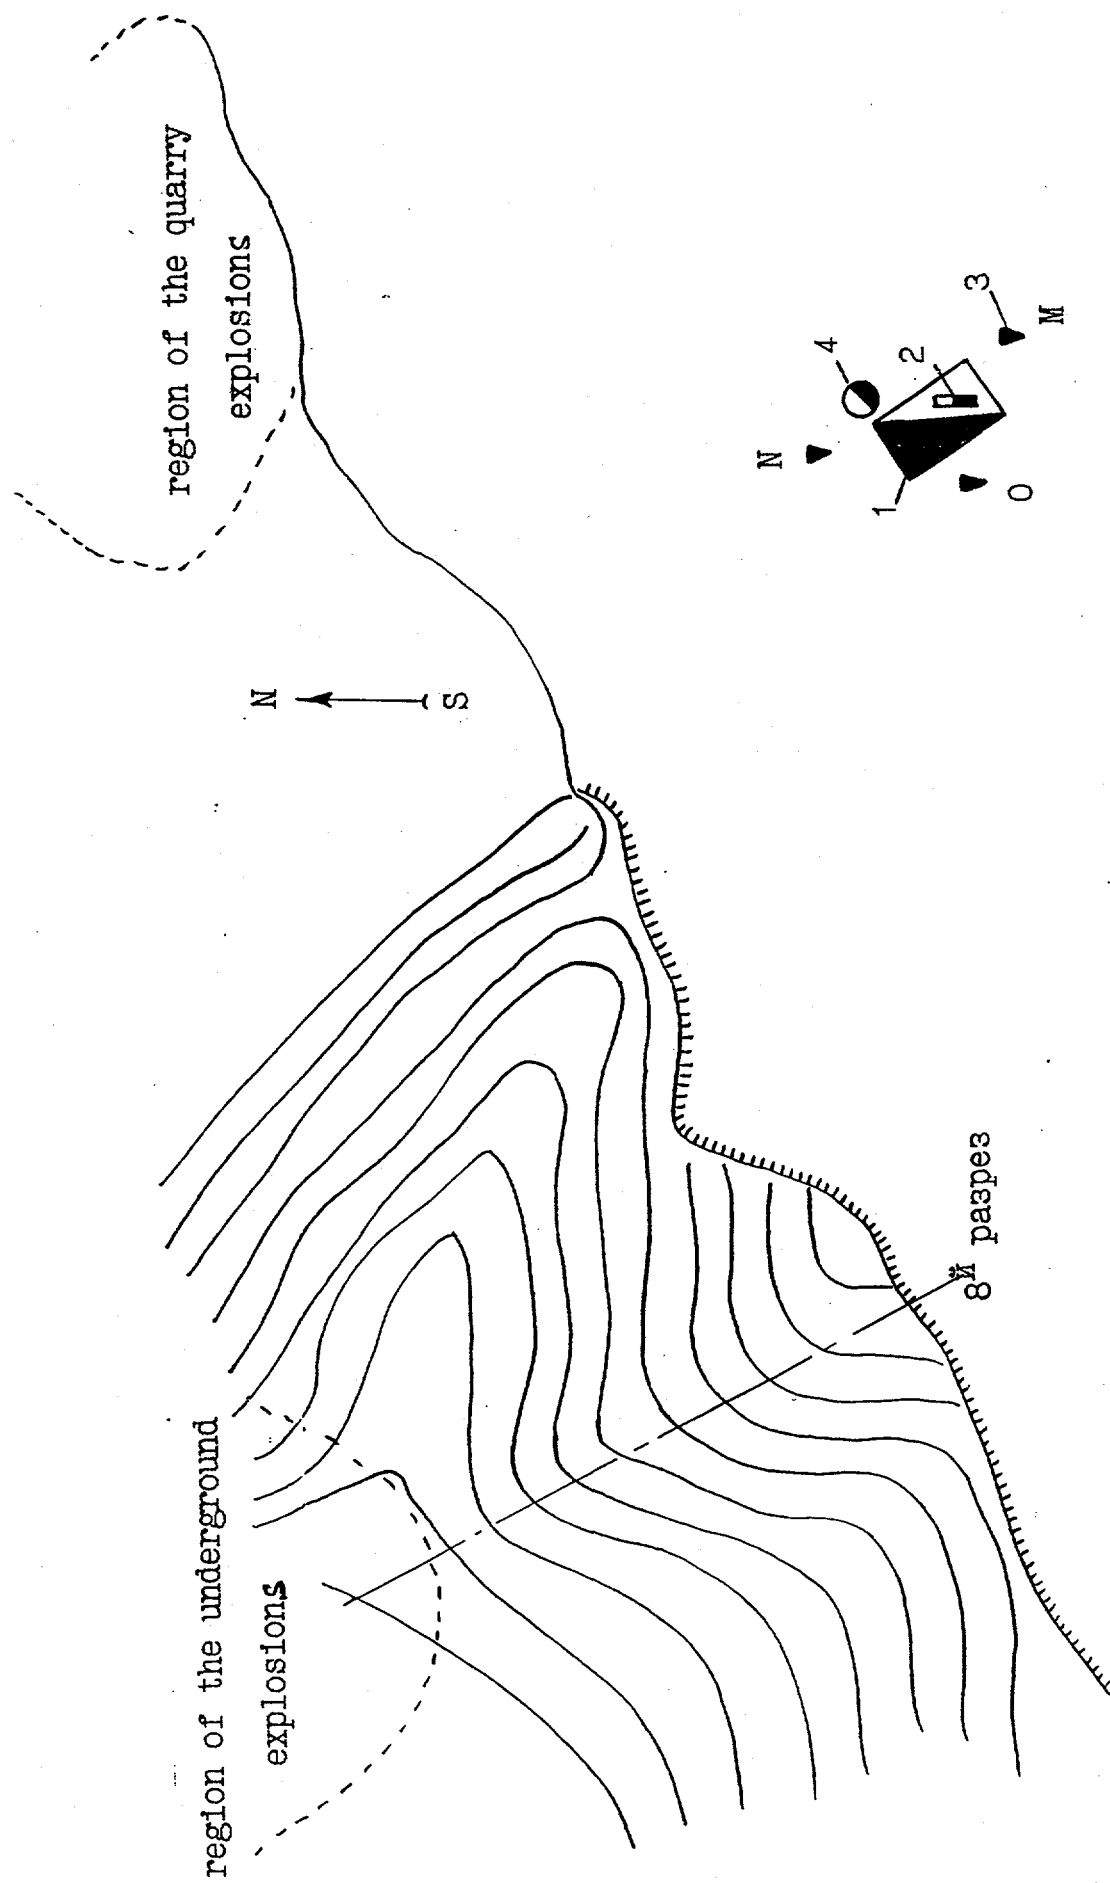 region of the quarry
explosions
N
S
region of the underground
explosions
8й разрез
N
4
2
3
M
1
O